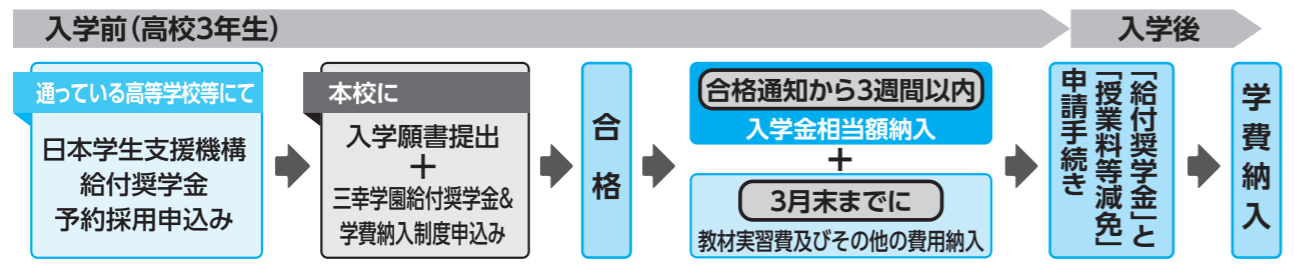 入学前(高校3年生)
入学後
通っている高等学校等にて
日本学生支援機構
給付奨学金
予約採用申込み
本校に
入学願書提出
＋
三幸学園給付奨学金&
学費納入制度申込み
合格
合格通知から3週間以内
入学金相当額納入
＋
3月末までに
教材実習費及びその他の費用納入
「給付奨学金」と
「授業料等減免」
申請手続き
学費納入